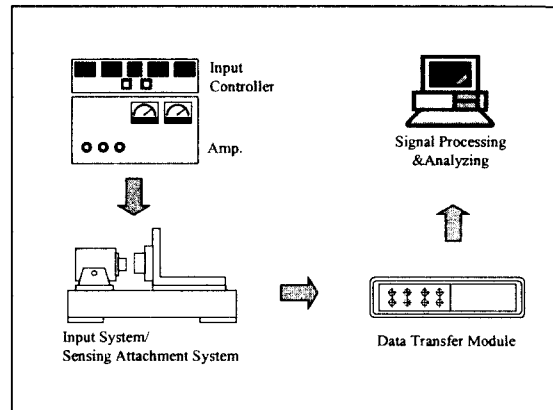 Input
Controller
Amp.
Input System/
Sensing Attachment System
Data Transfer Module
Signal Processing
&Analyzing